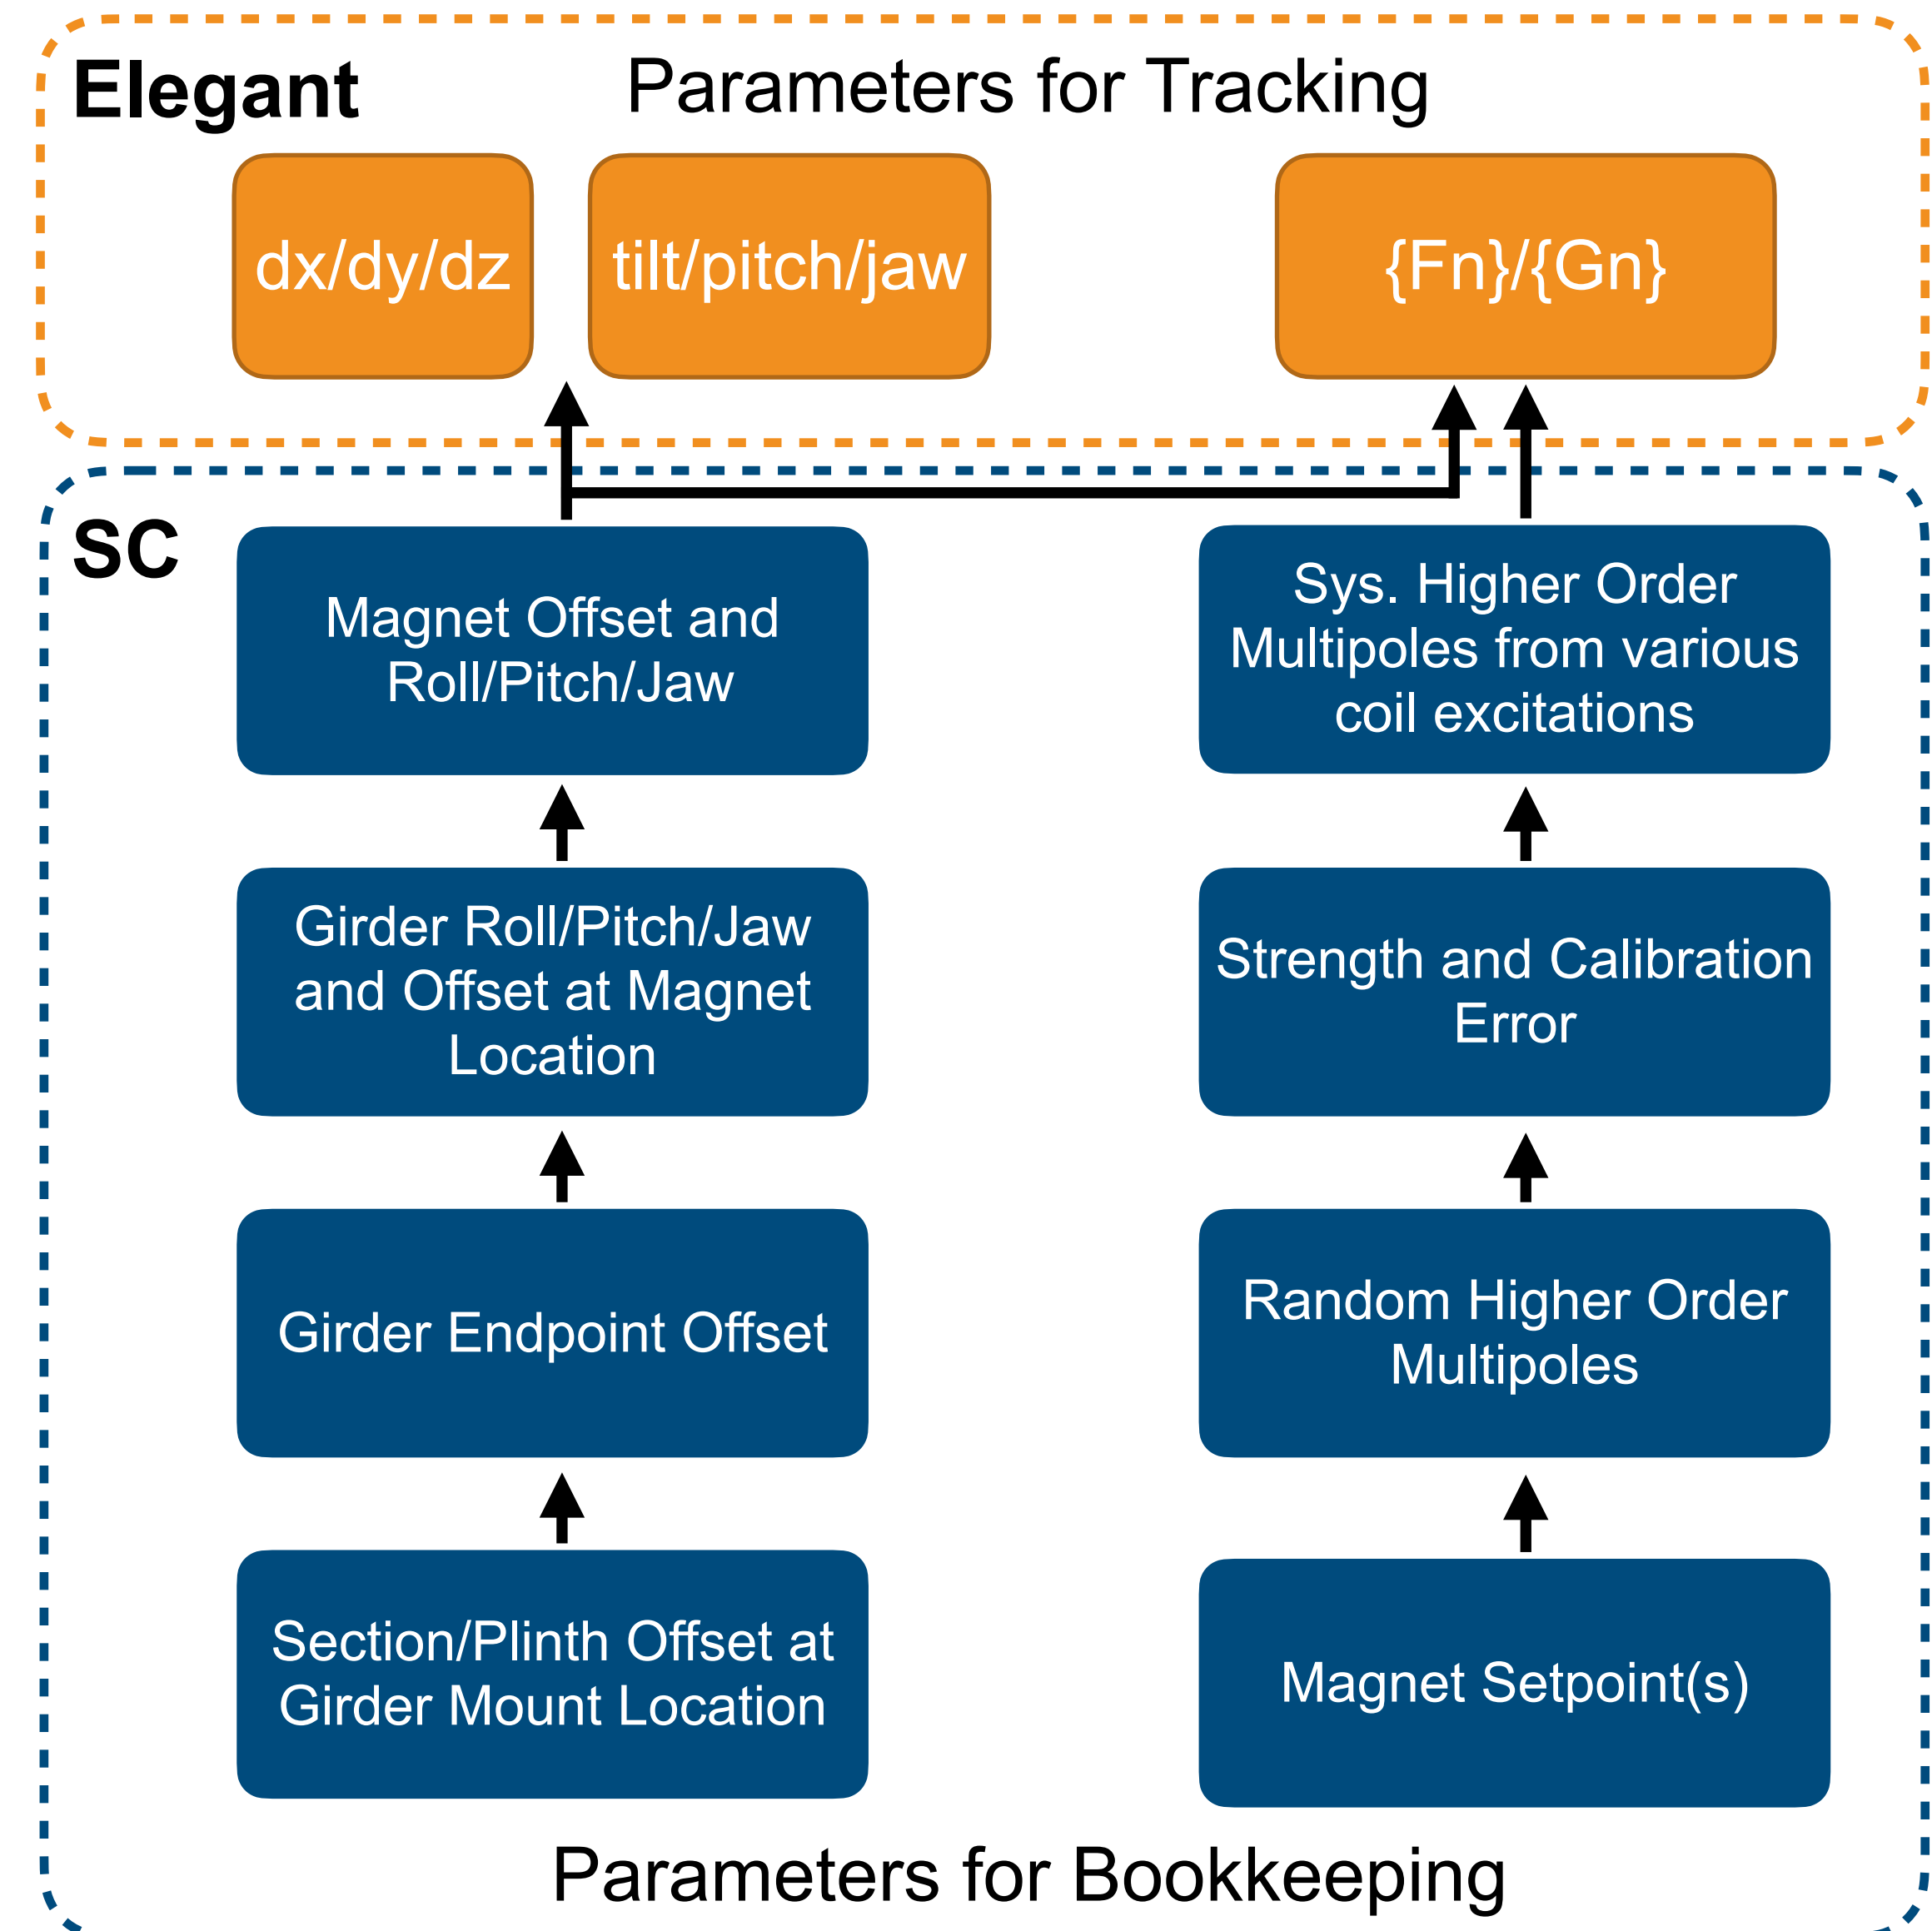 Elegant
Parameters for Tracking
dx/dy/dz
tilt/pitch/jaw
{Fn}/{Gn}
SC
Magnet Offset and
Roll/Pitch/Jaw
Sys. Higher Order
Multipoles from various
coil excitations
Girder Roll/Pitch/Jaw
and Offset at Magnet
Location
Strength and Calibration
Error
Girder Endpoint Offset
Random Higher Order
Multipoles
Section/Plinth Offset at
Girder Mount Location
Magnet Setpoint(s)
Parameters for Bookkeeping